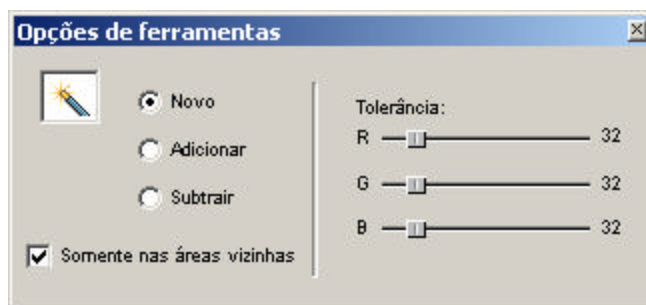 Opções de ferramentas
Novo
Adicionar
Subtrair
Somente nas áreas vizinhas
Tolerância:
R 32
G 32
B 32